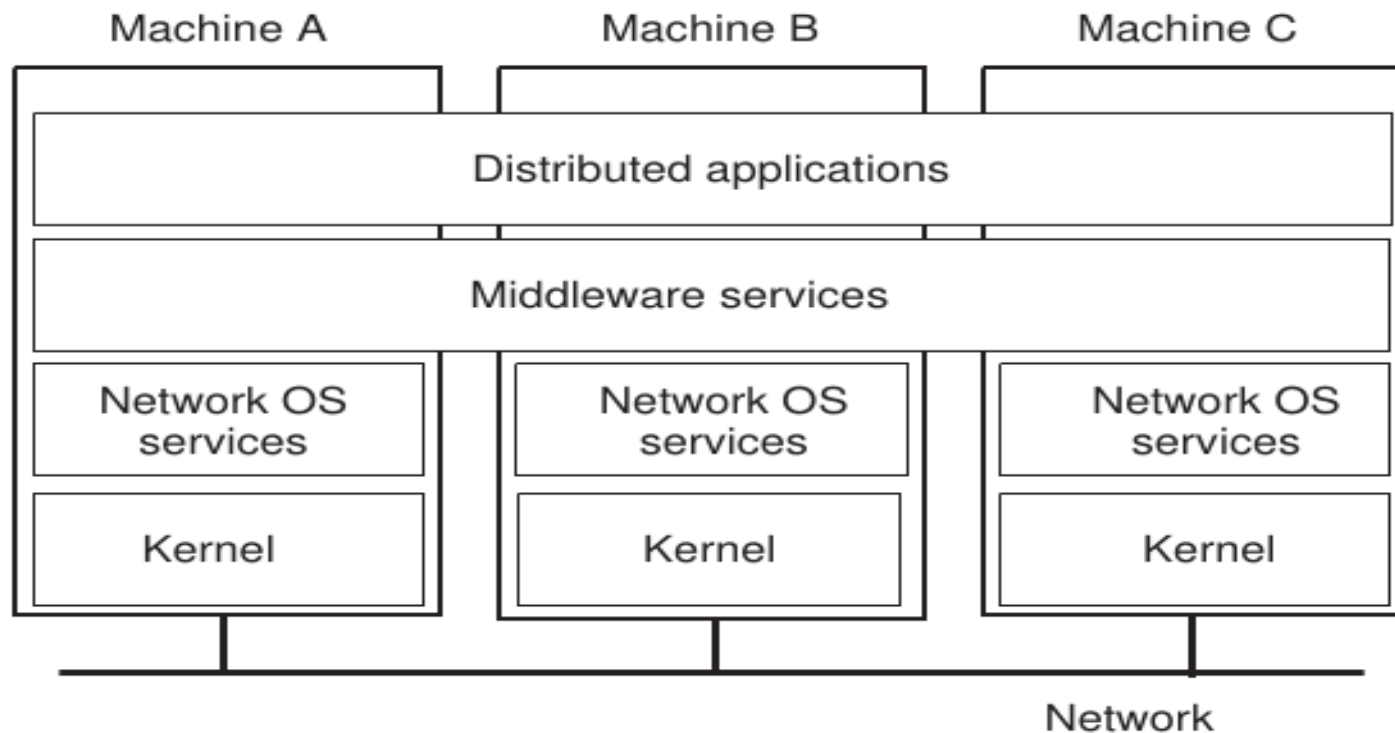 Machine A
Machine B
Machine C
Distributed applications
Middleware services
Network OS
services
Network OS
services
Network OS
services
Kernel
Kernel
Kernel
Network